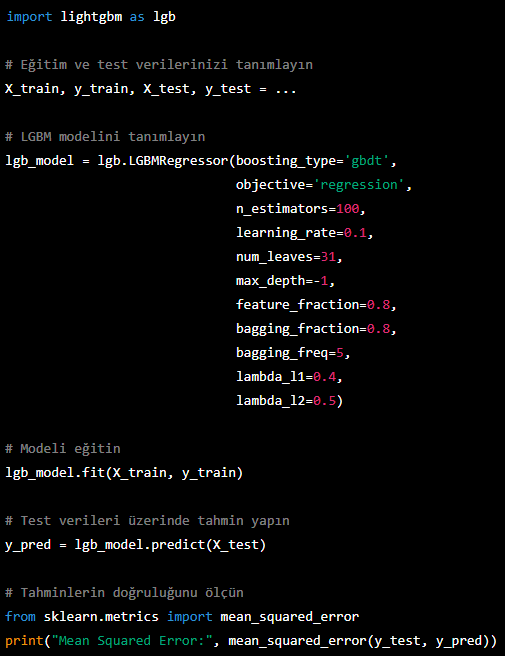 import lightgbm as lgb
# Eğitim ve test verilerinizi tanımlayın
X_train, y_train, X_test, y_test = ...
# LGBM modelini tanımlayın
lgb_model = lgb.LGBMRegressor(boosting_type='gbdt',
objective='regression',
n_estimators=100,
learning_rate=0.1,
num_leaves=31,
max_depth=-1,
feature_fraction=0.8,
bagging_fraction=0.8,
bagging_freq=5,
lambda_l1=0.4,
lambda_l2=0.5)
# Modeli eğitin
lgb_model.fit(X_train, y_train)
# Test verileri üzerinde tahmin yapın
y_pred = lgb_model.predict(X_test)
# Tahminlerin doğruluğunu ölçün
from sklearn.metrics import mean_squared_error
print("Mean Squared Error:", mean_squared_error(y_test, y_pred))